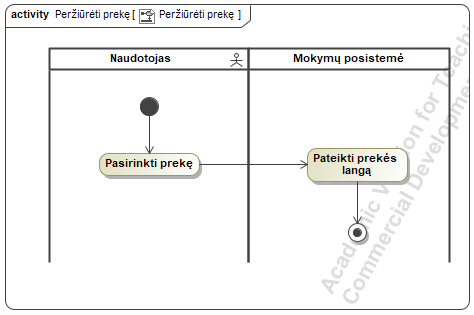 activity Peržiūrėti prekę [ Peržiūrėti prekę ]
Naudotojas
Mokymų posistemė
Pasirinkti prekę
Pateikti prekės
langą
Academic Version for Teaching
Commercial Development